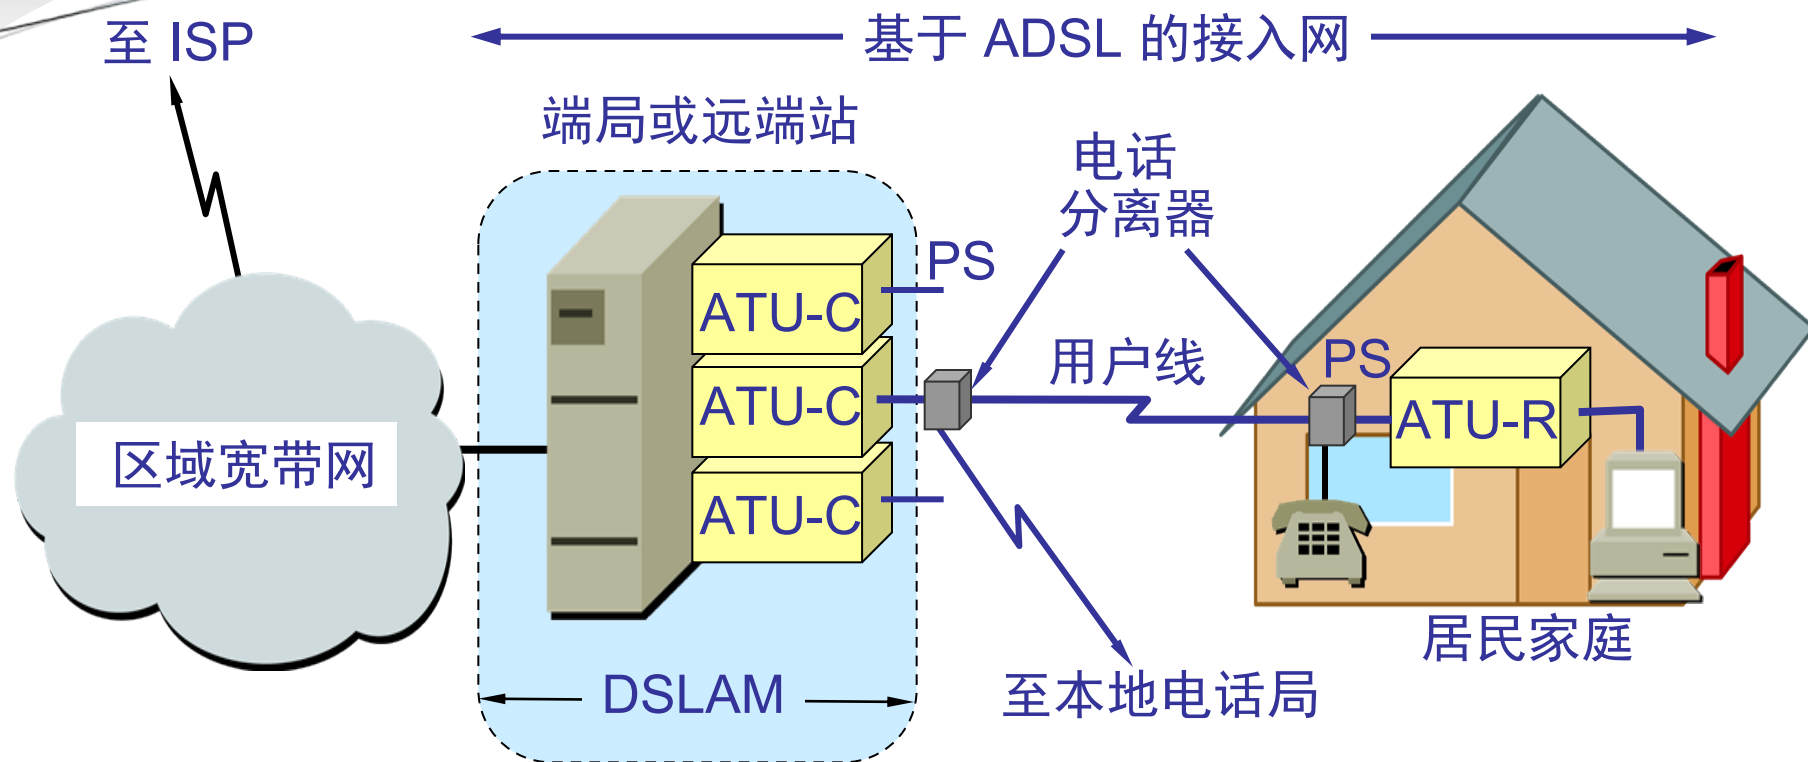 至 ISP
基于 ADSL 的接入网
端局或远端站
电话
分离器
PS
ATU-C
用户线
PS
ATU-C
ATU-R
区域宽带网
ATU-C
居民家庭
DSLAM
至本地电话局